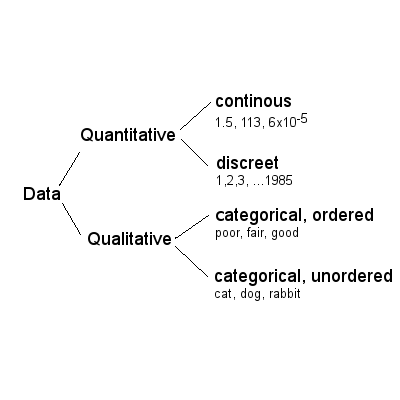 continous
1.5, 113, 6x10-5
Quantitative
discreet
1,2,3, ...1985
Data
categorical, ordered
poor, fair, good
Qualitative
categorical, unordered
cat, dog, rabbit